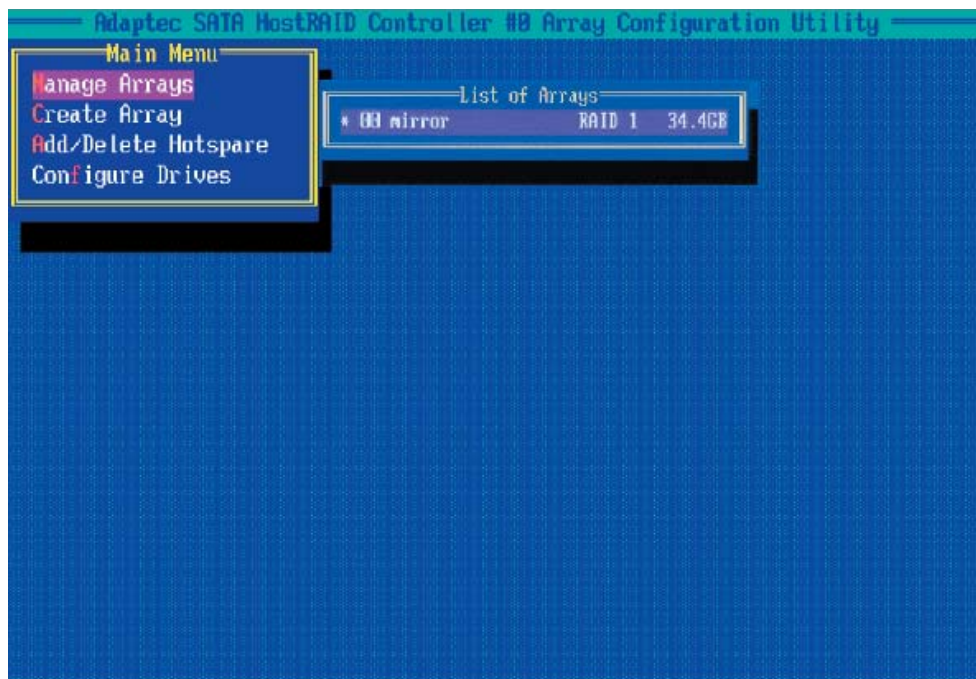 Adaptec SATA HostRAID Controller #0 Array Configuration Utility
Main Menu
Manage Arrays
Create Array
Add/Delete Hotspare
Configure Drives
List of Arrays
* 00 mirror RAID 1 34.4GB